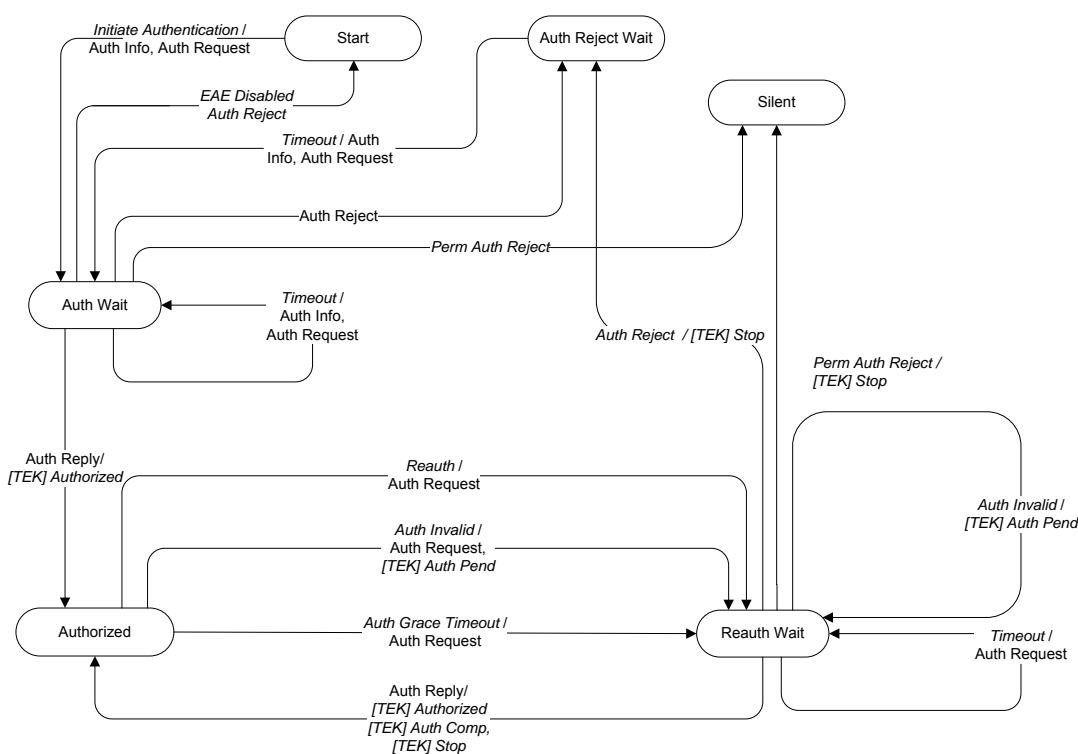 Initiate Authentication /
Auth Info, Auth Request
Start
Auth Reject Wait
EAE Disabled
Auth Reject
Silent
Timeout / Auth
Info, Auth Request
Auth Reject
Perm Auth Reject
Auth Wait
Timeout /
Auth Info,
Auth Request
Auth Reject / [TEK] Stop
Perm Auth Reject /
[TEK] Stop
Auth Reply/
[TEK] Authorized
Reauth /
Auth Request
Auth Invalid /
Auth Request,
[TEK] Auth Pend
Auth Invalid /
[TEK] Auth Pend
Authorized
Auth Grace Timeout /
Auth Request
Reauth Wait
Timeout /
Auth Request
Auth Reply/
[TEK] Authorized
[TEK] Auth Comp,
[TEK] Stop